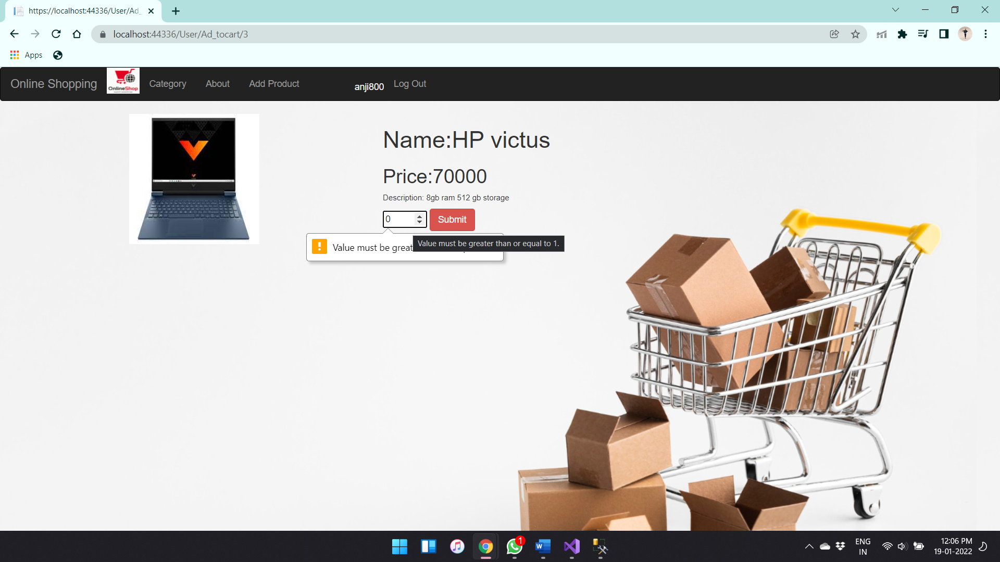 https://localhost:44336/User/Ad_
localhost:44336/User/Ad_tocart/3
Apps
Online Shopping
OnlineShop
Category
About
Add Product
anji800
Log Out
Name:HP victus
Price:70000
Description: 8gb ram 512 gb storage
0
Submit
Value must be great
Value must be greater than or equal to 1.
1
ENG
IN
12:06 PM
19-01-2022